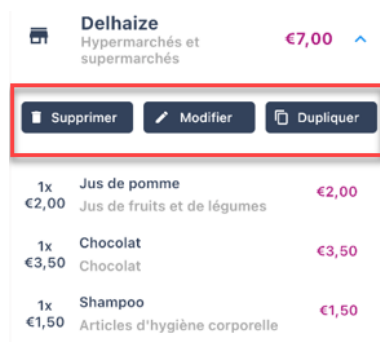 Delhaize
Hypermarchés et
supermarchés
€7,00
Supprimer
Modifier
Dupliquer
1x
€2,00
Jus de pomme
Jus de fruits et de légumes
€2,00
1x
€3,50
Chocolat
Chocolat
€3,50
1x
€1,50
Shampoo
Articles d'hygiène corporelle
€1,50